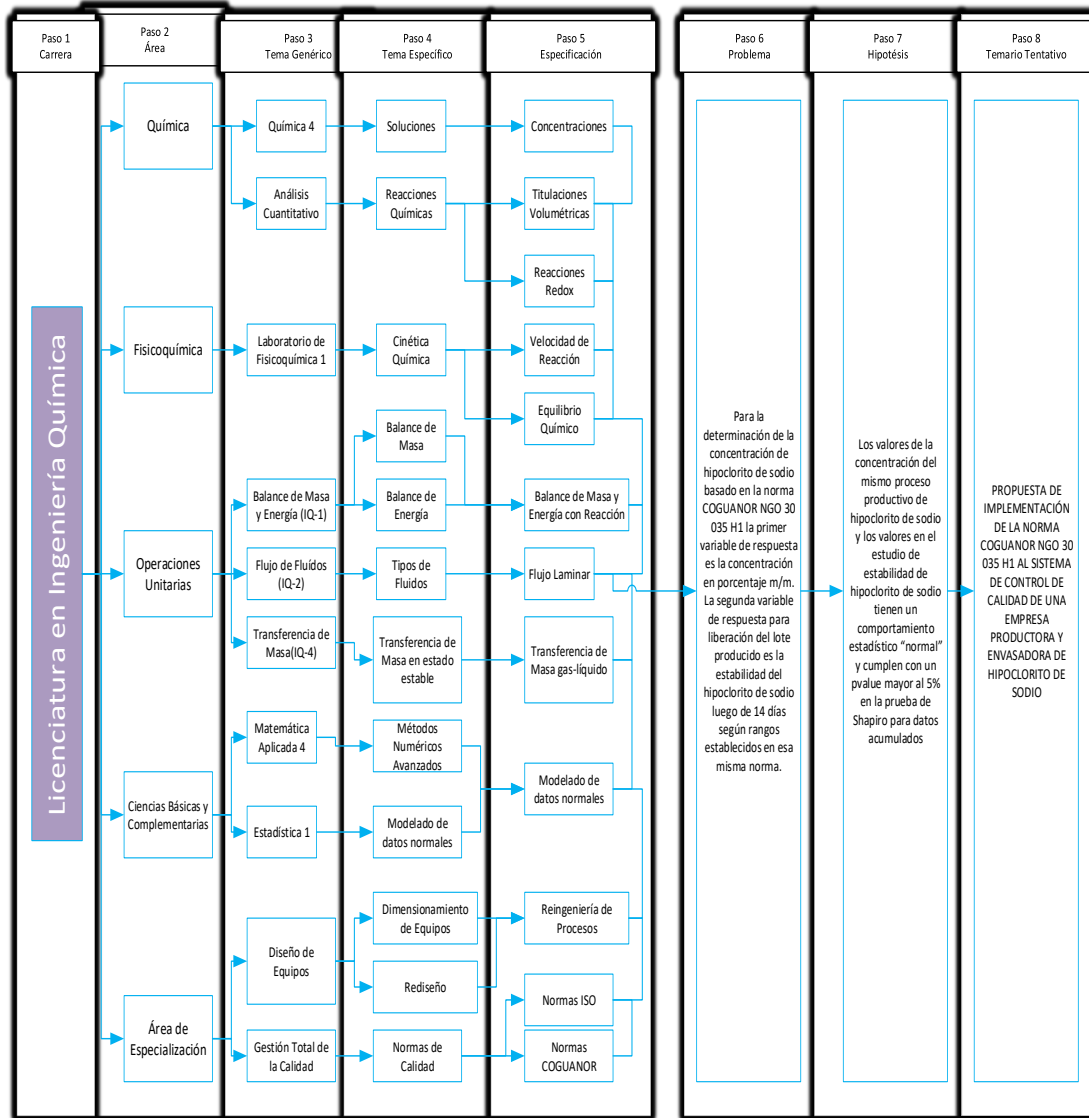 Paso 1
Carrera
Paso 2
Área
Paso 3
Tema Genérico
Paso 4
Tema Específico
Paso 5
Especificación
Paso 6
Problema
Paso 7
Hipotésis
Paso 8
Temario Tentativo
Licenciatura en Ingeniería Química
Química
Fisicoquímica
Operaciones
Unitarias
Ciencias Básicas y
Complementarias
Área de
Especialización
Química 4
Análisis
Cuantitativo
Laboratorio de
Fisicoquímica 1
Balance de Masa
y Energía (IQ-1)
Flujo de Fluídos
(IQ-2)
Transferencia de
Masa(IQ-4)
Matemática
Aplicada 4
Estadística 1
Diseño de
Equipos
Gestión Total de
la Calidad
Soluciones
Reacciones
Químicas
Cinética
Química
Balance de
Masa
Balance de
Energía
Tipos de
Fluidos
Transferencia de
Masa en estado
estable
Métodos
Numéricos
Avanzados
Modelado de
datos normales
Dimensionamiento
de Equipos
Rediseño
Normas de
Calidad
Concentraciones
Titulaciones
Volumétricas
Reacciones
Redox
Velocidad de
Reacción
Equilibrio
Químico
Balance de Masa y
Energía con Reacción
Flujo Laminar
Transferencia de
Masa gas-líquido
Modelado de
datos normales
Reingeniería de
Procesos
Normas ISO
Normas
COGUANOR
Para la
determinación de la
concentración de
hipoclorito de sodio
basado en la norma
COGUANOR NGO 30
035 H1 la primer
variable de respuesta
es la concentración
en porcentaje m/m.
La segunda variable
de respuesta para
liberación del lote
producido es la
estabilidad del
hipoclorito de sodio
luego de 14 días
según rangos
establecidos en esa
misma norma.
Los valores de la
concentración del
mismo proceso
productivo de
hipoclorito de sodio
y los valores en el
estudio de
estabilidad de
hipoclorito de sodio
tienen un
comportamiento
estadístico “normal”
y cumplen con un
pvalue mayor al 5%
en la prueba de
Shapiro para datos
acumulados
PROPUESTA DE
IMPLEMENTACIÓN
DE LA NORMA
COGUANOR NGO 30
035 H1 AL SISTEMA
DE CONTROL DE
CALIDAD DE UNA
EMPRESA
PRODUCTORA Y
ENVASADORA DE
HIPOCLORITO DE
SODIO